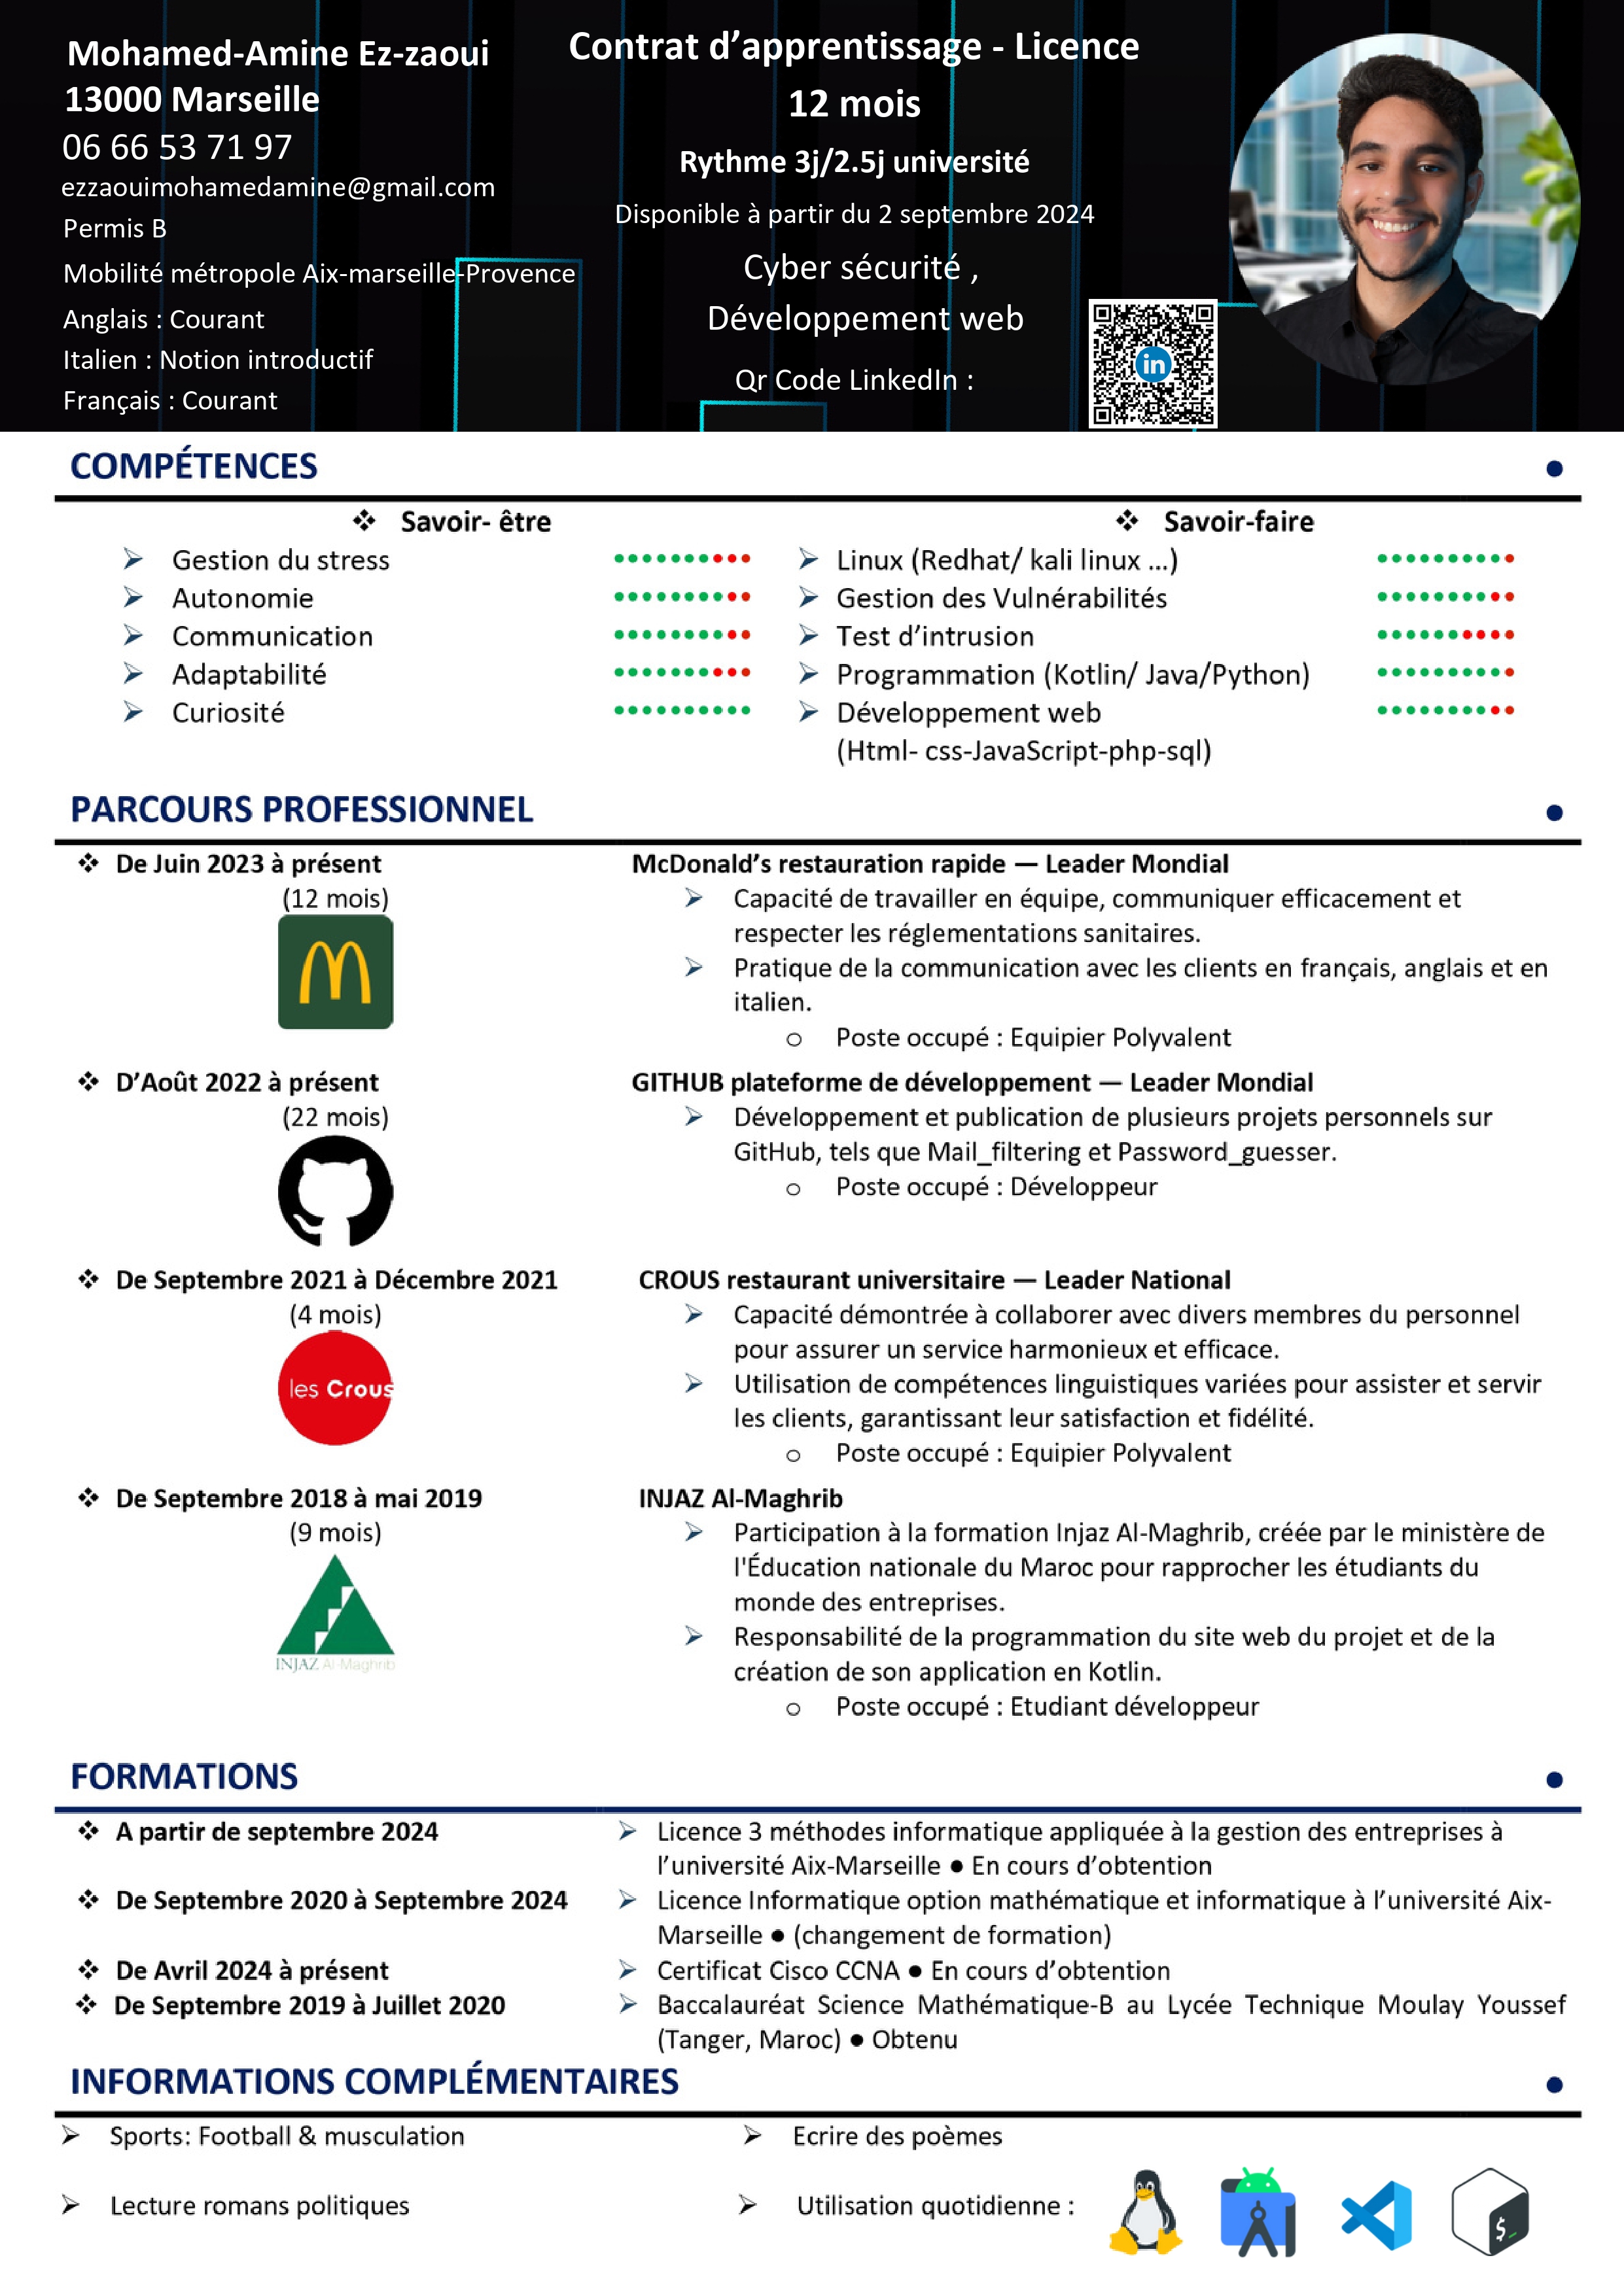 Mohamed-Amine Ez-zaoui
13000 Marseille
06 66 53 71 97
ezzaouimohamedamine@gmail.com
Permis B
Mobilité métropole Aix-marseille-Provence
Anglais : Courant
Italien : Notion introductif
Français : Courant
Contrat d’apprentissage - Licence
12 mois
Rythme 3j/2.5j université
Disponible à partir du 2 septembre 2024
Cyber sécurité ,
Développement web
Qr Code LinkedIn :
in
COMPÉTENCES
Savoir- être
Gestion du stress
Autonomie
Communication
Adaptabilité
Curiosité
Savoir-faire
Linux (Redhat/ kali linux ...)
Gestion des Vulnérabilités
Test d’intrusion
Programmation (Kotlin/ Java/Python)
Développement web
(Html- css-JavaScript-php-sql)
PARCOURS PROFESSIONNEL
De Juin 2023 à présent
(12 mois)
McDonald’s restauration rapide — Leader Mondial
Capacité de travailler en équipe, communiquer efficacement et
respecter les réglementations sanitaires.
Pratique de la communication avec les clients en français, anglais et en
italien.
o Poste occupé : Equipier Polyvalent
D’Août 2022 à présent
(22 mois)
GITHUB plateforme de développement — Leader Mondial
Développement et publication de plusieurs projets personnels sur
GitHub, tels que Mail_filtering et Password_guesser.
o Poste occupé : Développeur
De Septembre 2021 à Décembre 2021
(4 mois)
les Crous
CROUS restaurant universitaire — Leader National
Capacité démontrée à collaborer avec divers membres du personnel
pour assurer un service harmonieux et efficace.
Utilisation de compétences linguistiques variées pour assister et servir
les clients, garantissant leur satisfaction et fidélité.
o Poste occupé : Equipier Polyvalent
De Septembre 2018 à mai 2019
(9 mois)
INJAZ Al-Maghrib
INJAZ Al-Maghrib
Participation à la formation Injaz Al-Maghrib, créée par le ministère de
l'Éducation nationale du Maroc pour rapprocher les étudiants du
monde des entreprises.
Responsabilité de la programmation du site web du projet et de la
création de son application en Kotlin.
o Poste occupé : Etudiant développeur
FORMATIONS
A partir de septembre 2024
Licence 3 méthodes informatique appliquée à la gestion des entreprises à
l’université Aix-Marseille ● En cours d’obtention
De Septembre 2020 à Septembre 2024
Licence Informatique option mathématique et informatique à l’université Aix-
Marseille ● (changement de formation)
De Avril 2024 à présent
Certificat Cisco CCNA ● En cours d’obtention
De Septembre 2019 à Juillet 2020
Baccalauréat Science Mathématique-B au Lycée Technique Moulay Youssef
(Tanger, Maroc) ● Obtenu
INFORMATIONS COMPLÉMENTAIRES
Sports: Football & musculation
Ecrire des poèmes
Lecture romans politiques
Utilisation quotidienne :
$_